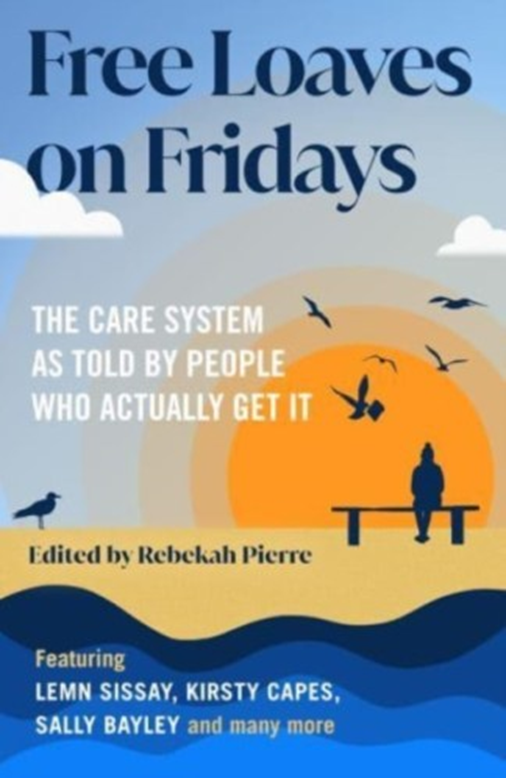 Free Loaves
on Fridays
THE CARE SYSTEM
AS TOLD BY PEOPLE
WHO ACTUALLY GET IT
Edited by Rebekah Pierre
Featuring
LEMN SISSAY, KIRSTY CAPES,
SALLY BAYLEY and many more